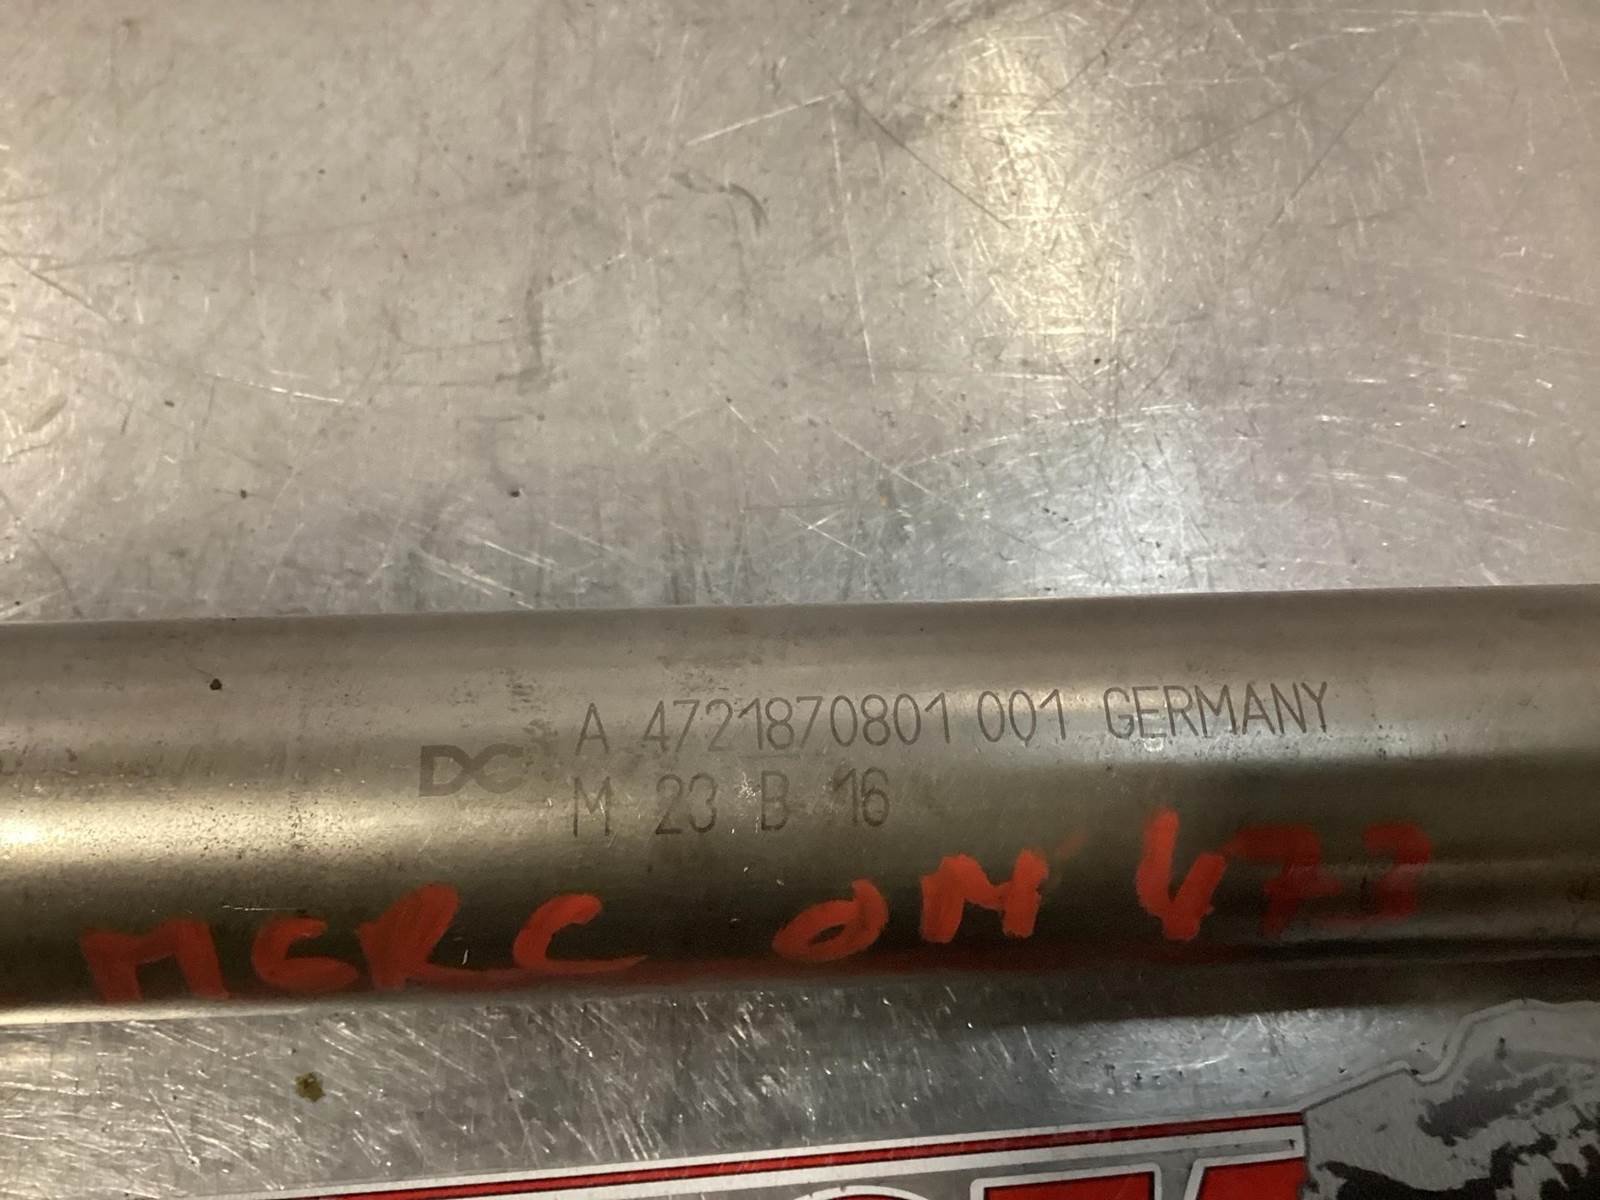 DC A 4721870801 001 GERMANY
M 23 B 16
MERC OM 473